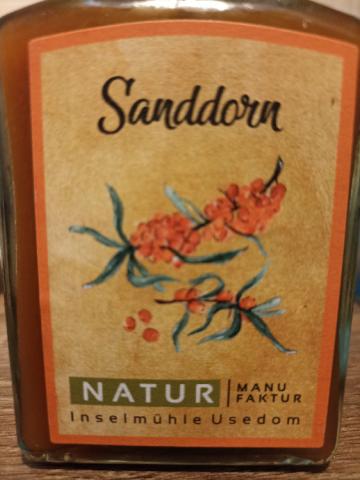 Sanddorn
NATUR MANU
FAKTUR
Inselmühle Usedom